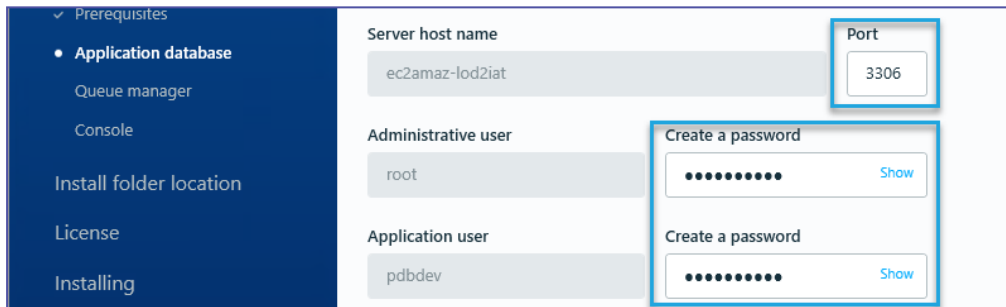 Prerequisites
Application database
Queue manager
Console
Install folder location
License
Installing
Server host name
Port
ec2amaz-lod2iat
3306
Administrative user
Create a password
root
●●●●●●●●●●
Show
Application user
Create a password
pdbdev
●●●●●●●●●●
Show